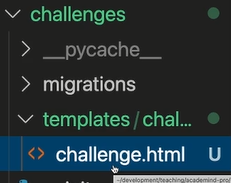 challenges
__pycache__
migrations
templates / chal...
challenge.html U
~/development/teaching/academind-pro/